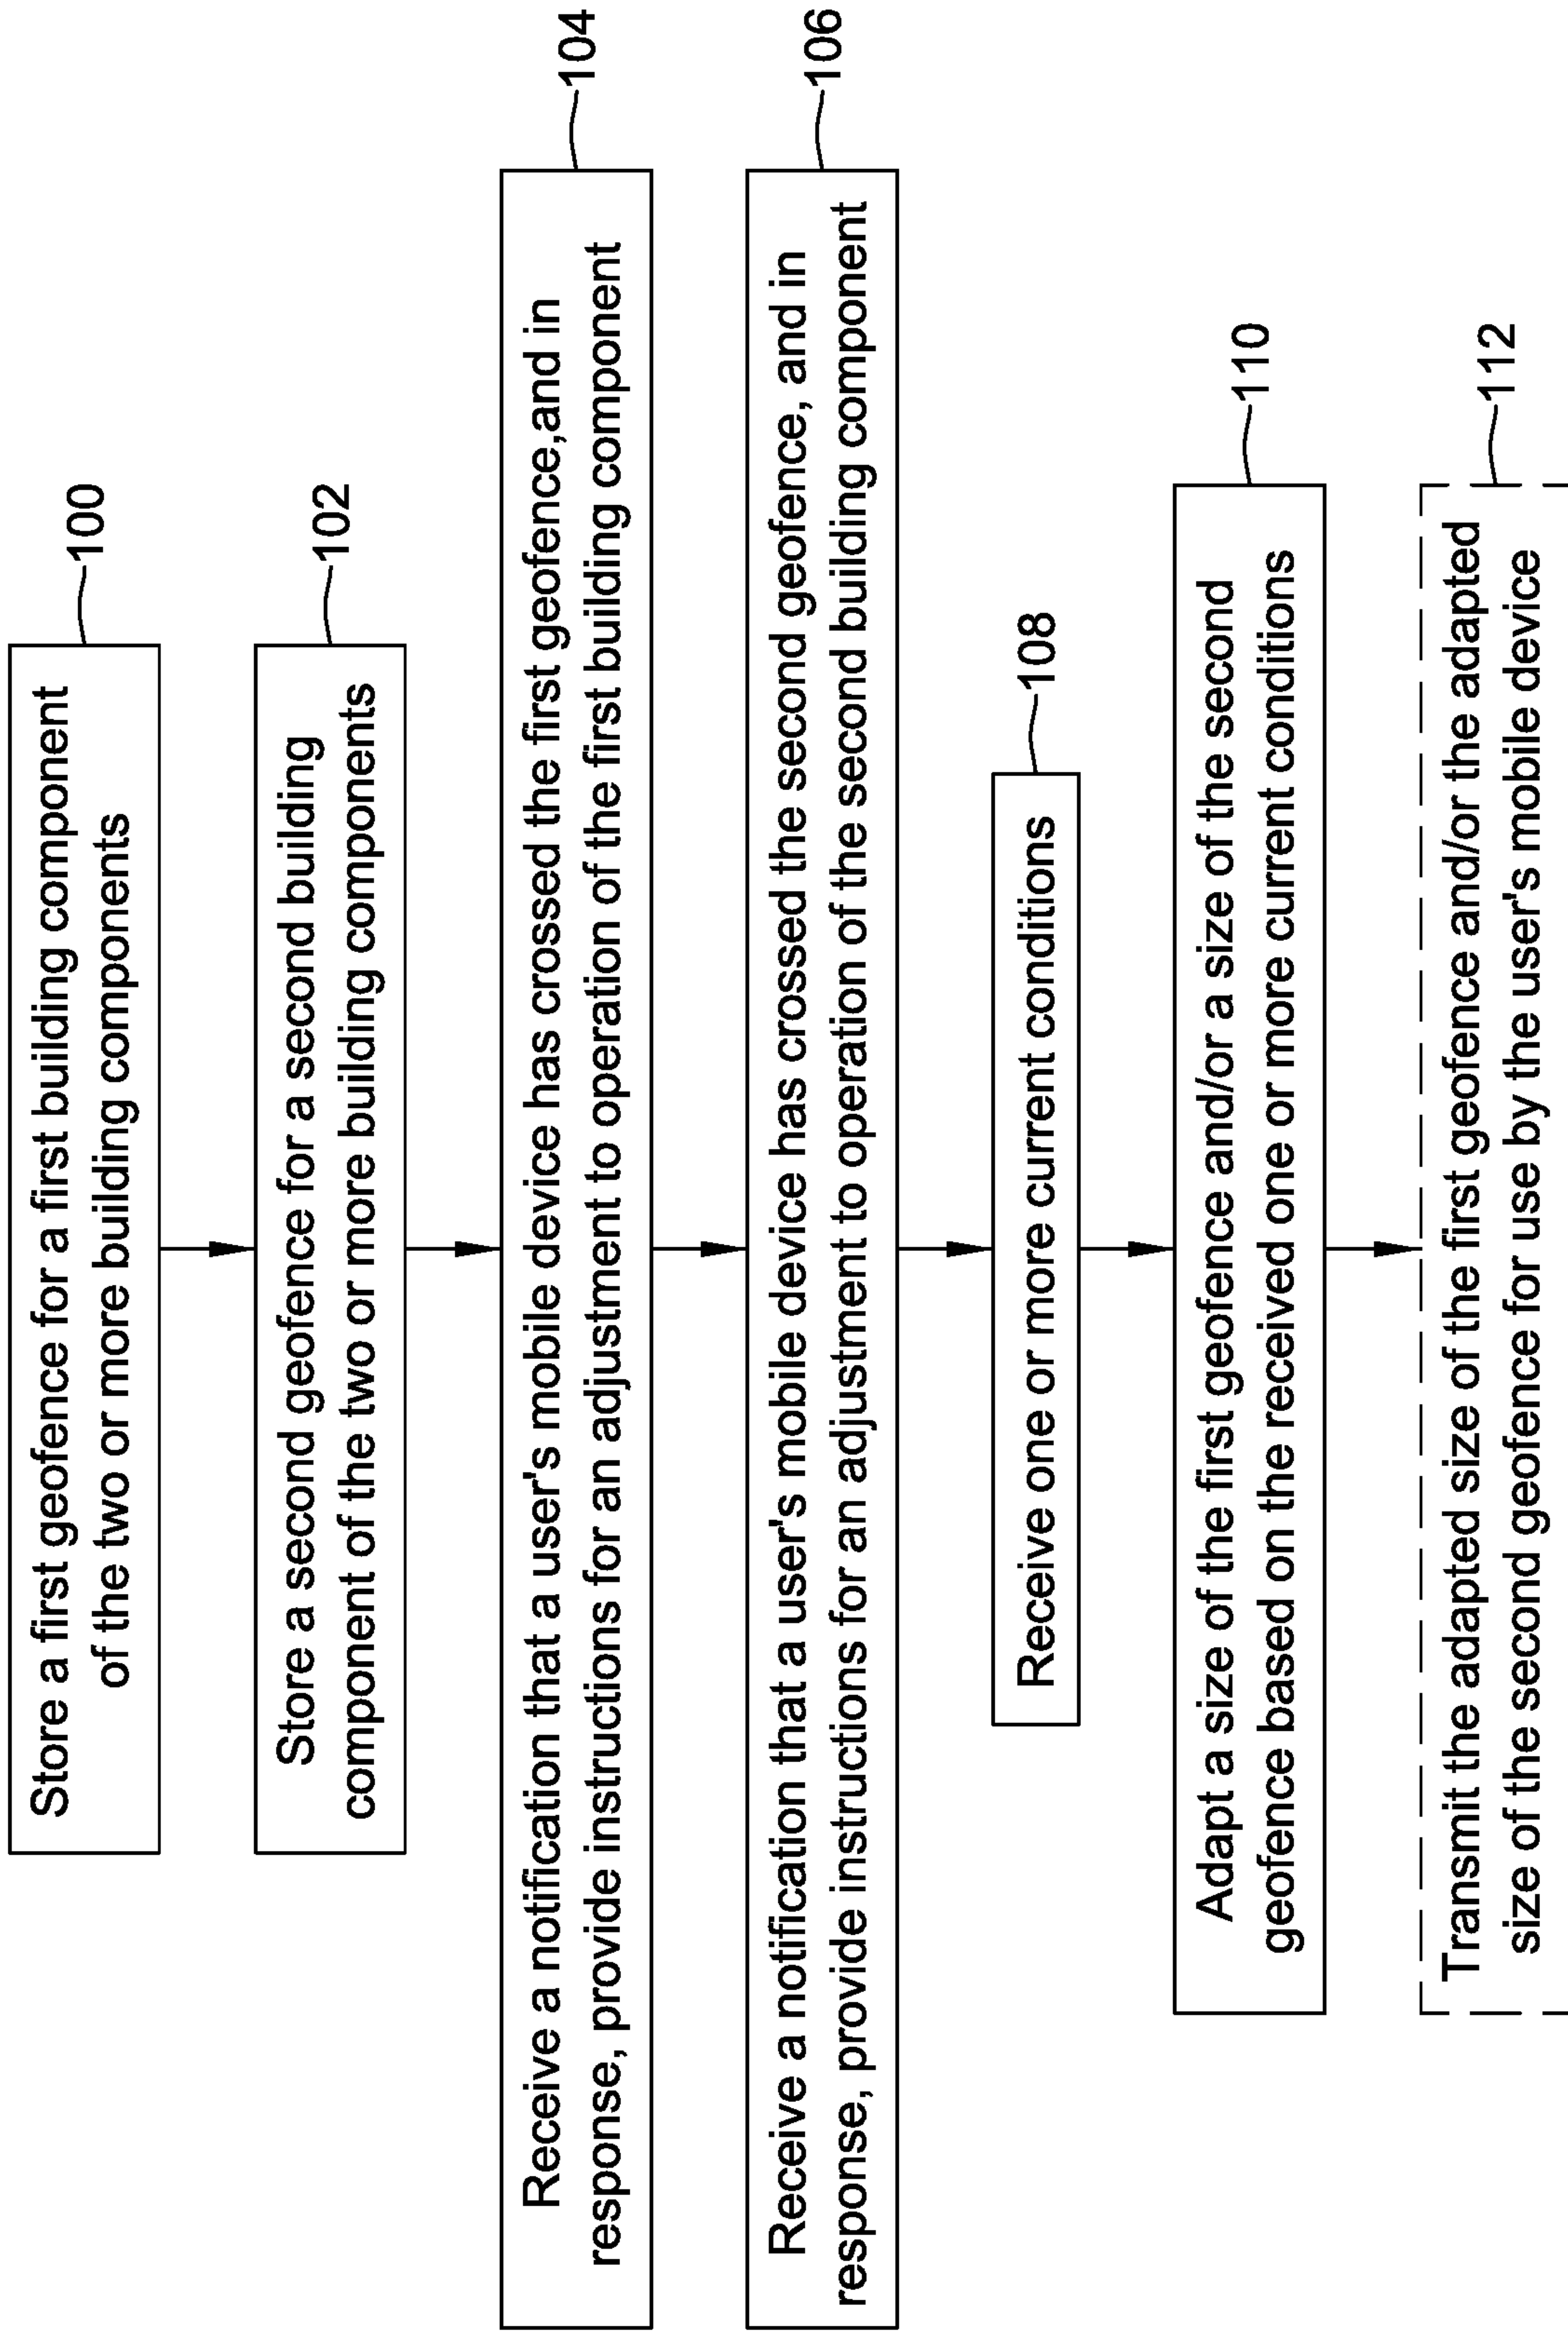 Store a first geofence for a first building component
of the two or more building components
100
Store a second geofence for a second building
component of the two or more building components
102
Receive a notification that a user's mobile device has crossed the first geofence,and in
response, provide instructions for an adjustment to operation of the first building component
104
Receive a notification that a user's mobile device has crossed the second geofence, and in
response, provide instructions for an adjustment to operation of the second building component
106
Receive one or more current conditions
108
Adapt a size of the first geofence and/or a size of the second
geofence based on the received one or more current conditions
110
Transmit the adapted size of the first geofence and/or the adapted
size of the second geofence for use by the user's mobile device
112